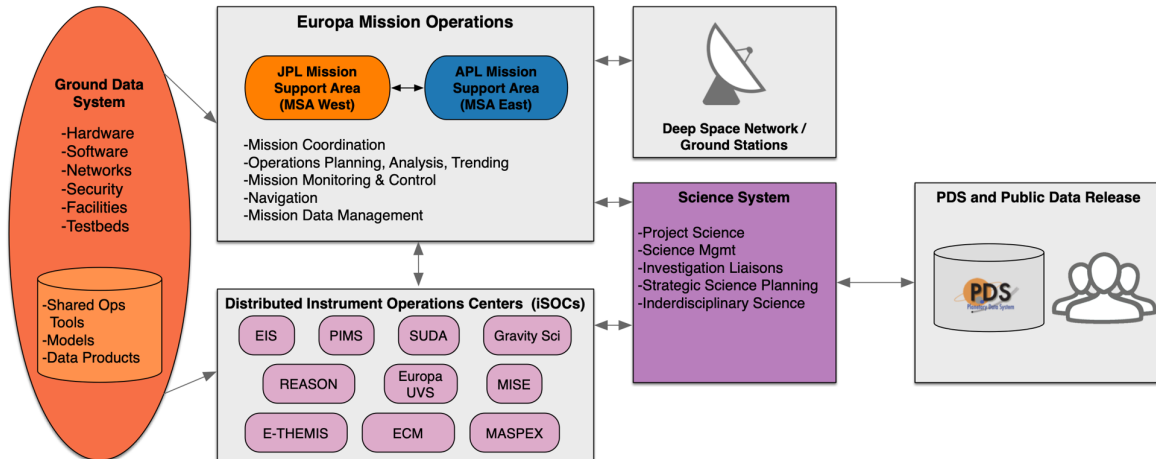 Ground Data
System
-Hardware
-Software
-Networks
-Security
-Facilities
-Testbeds
-Shared Ops
Tools
-Models
-Data Products
Europa Mission Operations
JPL Mission
Support Area
(MSA West)
APL Mission
Support Area
(MSA East)
-Mission Coordination
-Operations Planning, Analysis, Trending
-Mission Monitoring & Control
-Navigation
-Mission Data Management
Distributed Instrument Operations Centers (iSOCs)
EIS
PIMS
SUDA
Gravity Sci
REASON
Europa
UVS
MISE
E-THEMIS
ECM
MASPEX
Deep Space Network /
Ground Stations
Science System
-Project Science
-Science Mgmt
-Investigation Liaisons
-Strategic Science Planning
-Inderdisciplinary Science
PDS and Public Data Release
PDS
Planetary Data System